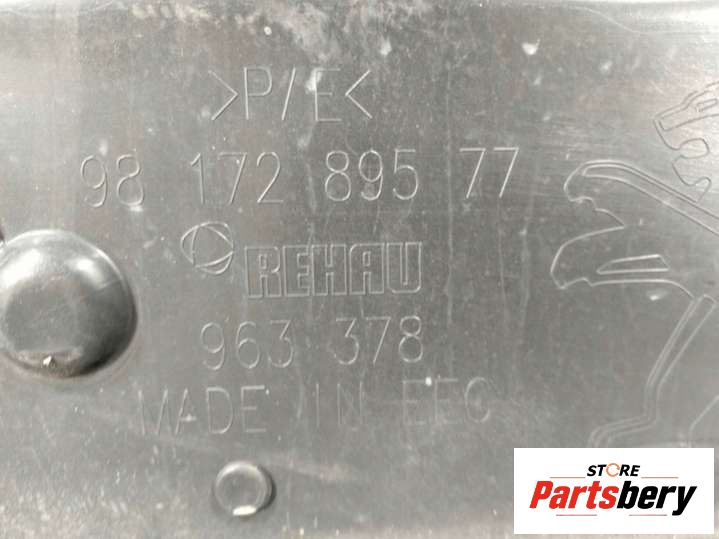 >P/E<
98 172 895 77
REHAU
963 378
MADE IN EEC
STORE
Partsbery